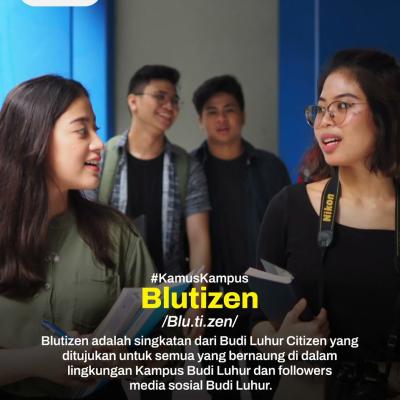 Nikon
#KamusKampus
Blutizen
/Blu.ti.zen/
Blutizen adalah singkatan dari Budi Luhur Citizen yang
ditujukan untuk semua yang bernaung di dalam
lingkungan Kampus Budi Luhur dan followers
media sosial Budi Luhur.